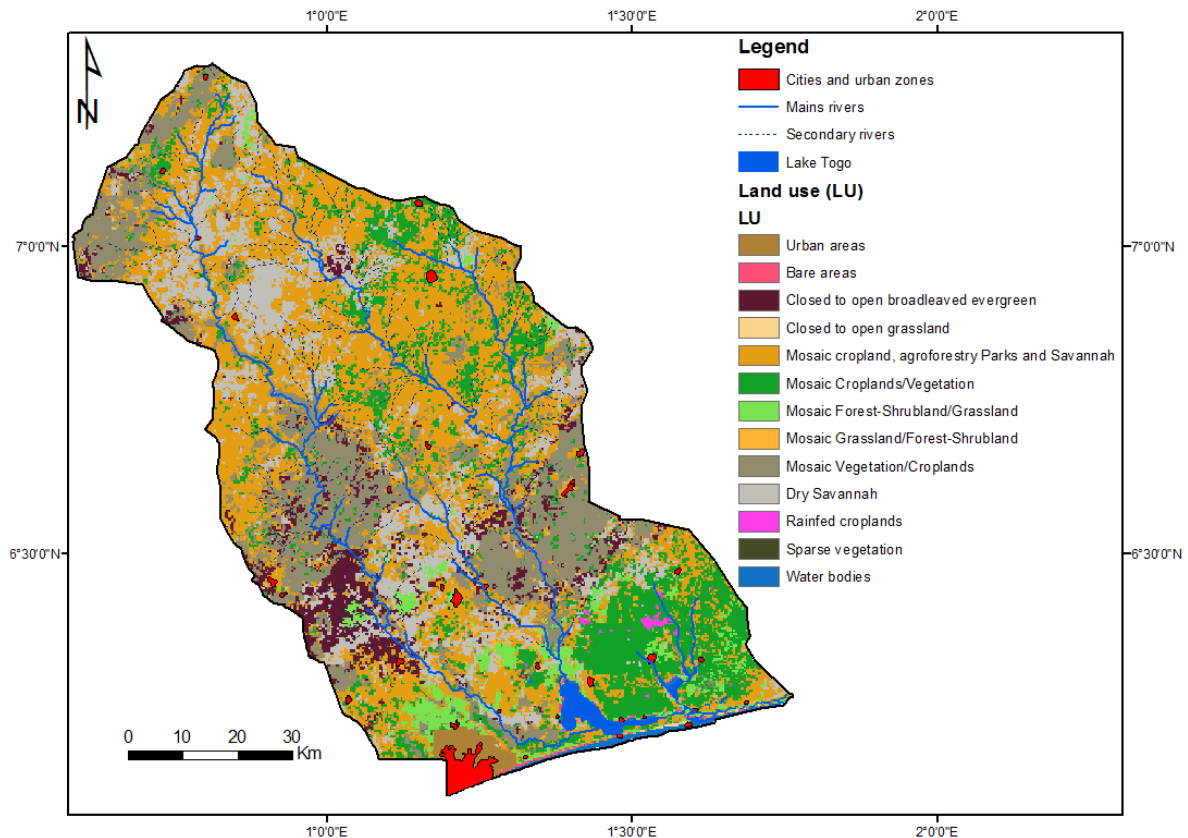 1°0'0"E 1°30'0"E 2°0'0"E
N
Legend
Cities and urban zones
Mains rivers
Secondary rivers
Lake Togo
Land use (LU)
LU
Urban areas
Bare areas
Closed to open broadleaved evergreen
Closed to open grassland
Mosaic cropland, agroforestry Parks and Savannah
Mosaic Croplands/Vegetation
Mosaic Forest-Shrubland/Grassland
Mosaic Grassland/Forest-Shrubland
Mosaic Vegetation/Croplands
Dry Savannah
Rainfed croplands
Sparse vegetation
Water bodies
7°0'0"N 7°0'0"N
6°30'0"N 6°30'0"N
0 10 20 30
Km
1°0'0"E 1°30'0"E 2°0'0"E